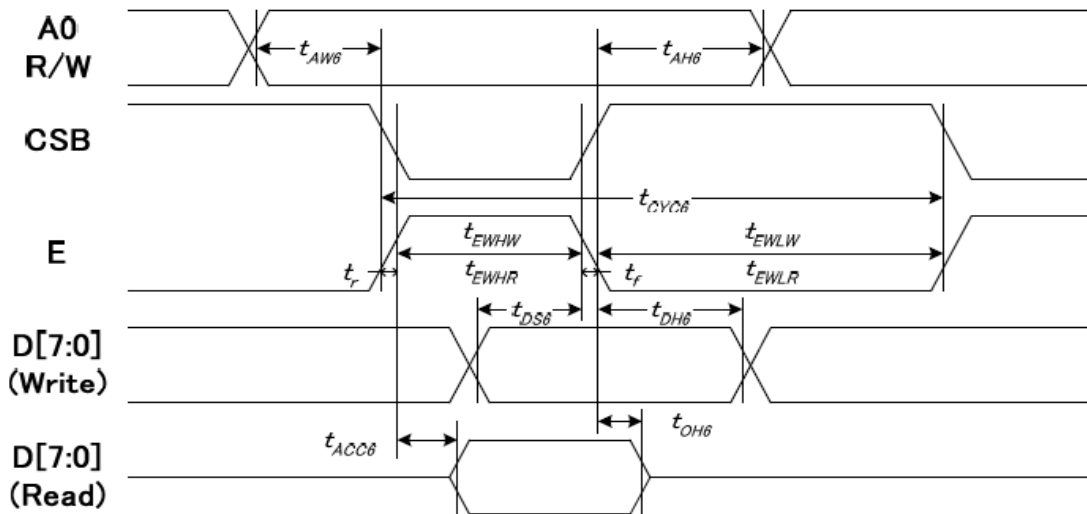 A0
R/W
tAW6
tAH6
CSB
tCYC6
E
tEWHW
tEWLW
tr
tEWHR
tf
tEWLR
tDS6
tDH6
D[7:0]
(Write)
tACC6
tOH6
D[7:0]
(Read)